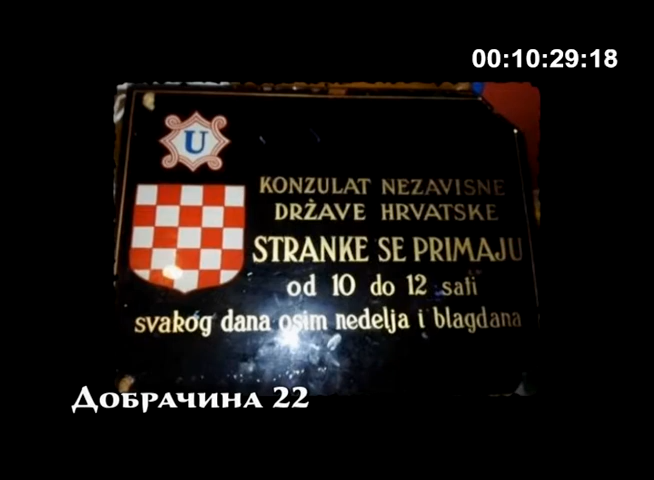 00:10:29:18
U
KONZULAT NEZAVISNE
DRŽAVE HRVATSKE
STRANKE SE PRIMAJU
od 10 do 12 sati
svakog dana osim nedelja i blagdana
Добрачина 22